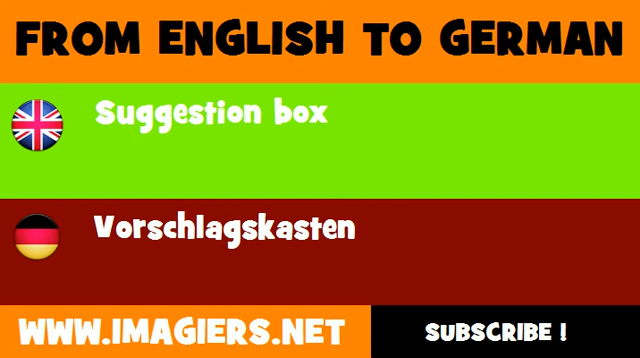 FROM ENGLISH TO GERMAN
Suggestion box
Vorschlagskasten
WWW.IMAGIERS.NET
SUBSCRIBE !